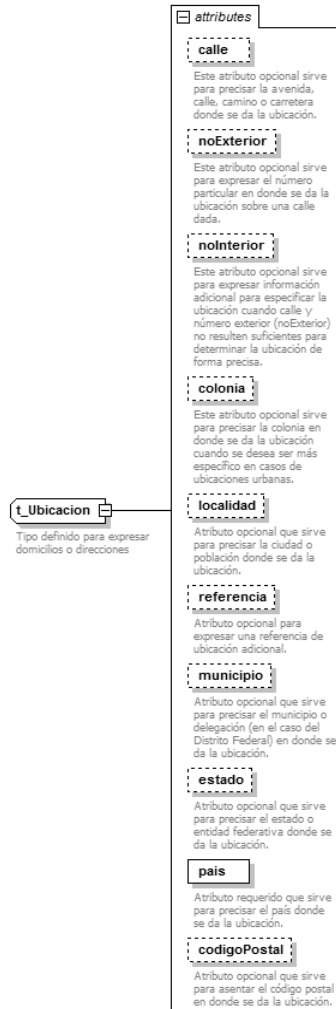 attributes
calle
Este atributo opcional sirve
para precisar la avenida,
calle, camino o carretera
donde se da la ubicación.
noExterior
Este atributo opcional sirve
para expresar el número
particular en donde se da la
ubicación sobre una calle
dada.
noInterior
Este atributo opcional sirve
para expresar información
adicional para especificar la
ubicación cuando calle y
número exterior (noExterior)
no resulten suficientes para
determinar la ubicación de
forma precisa.
colonia
Este atributo opcional sirve
para precisar la colonia en
donde se da la ubicación
cuando se desea ser más
específico en casos de
ubicaciones urbanas.
t_Ubicacion
Tipo definido para expresar
domicilios o direcciones
localidad
Atributo opcional que sirve
para precisar la ciudad o
población donde se da la
ubicación.
referencia
Atributo opcional para
expresar una referencia de
ubicación adicional.
municipio
Atributo opcional que sirve
para precisar el municipio o
delegación (en el caso del
Distrito Federal) en donde se
da la ubicación.
estado
Atributo opcional que sirve
para precisar el estado o
entidad federativa donde se
da la ubicación.
pais
Atributo requerido que sirve
para precisar el país donde
se da la ubicación.
codigoPostal
Atributo opcional que sirve
para asentar el código postal
en donde se da la ubicación.